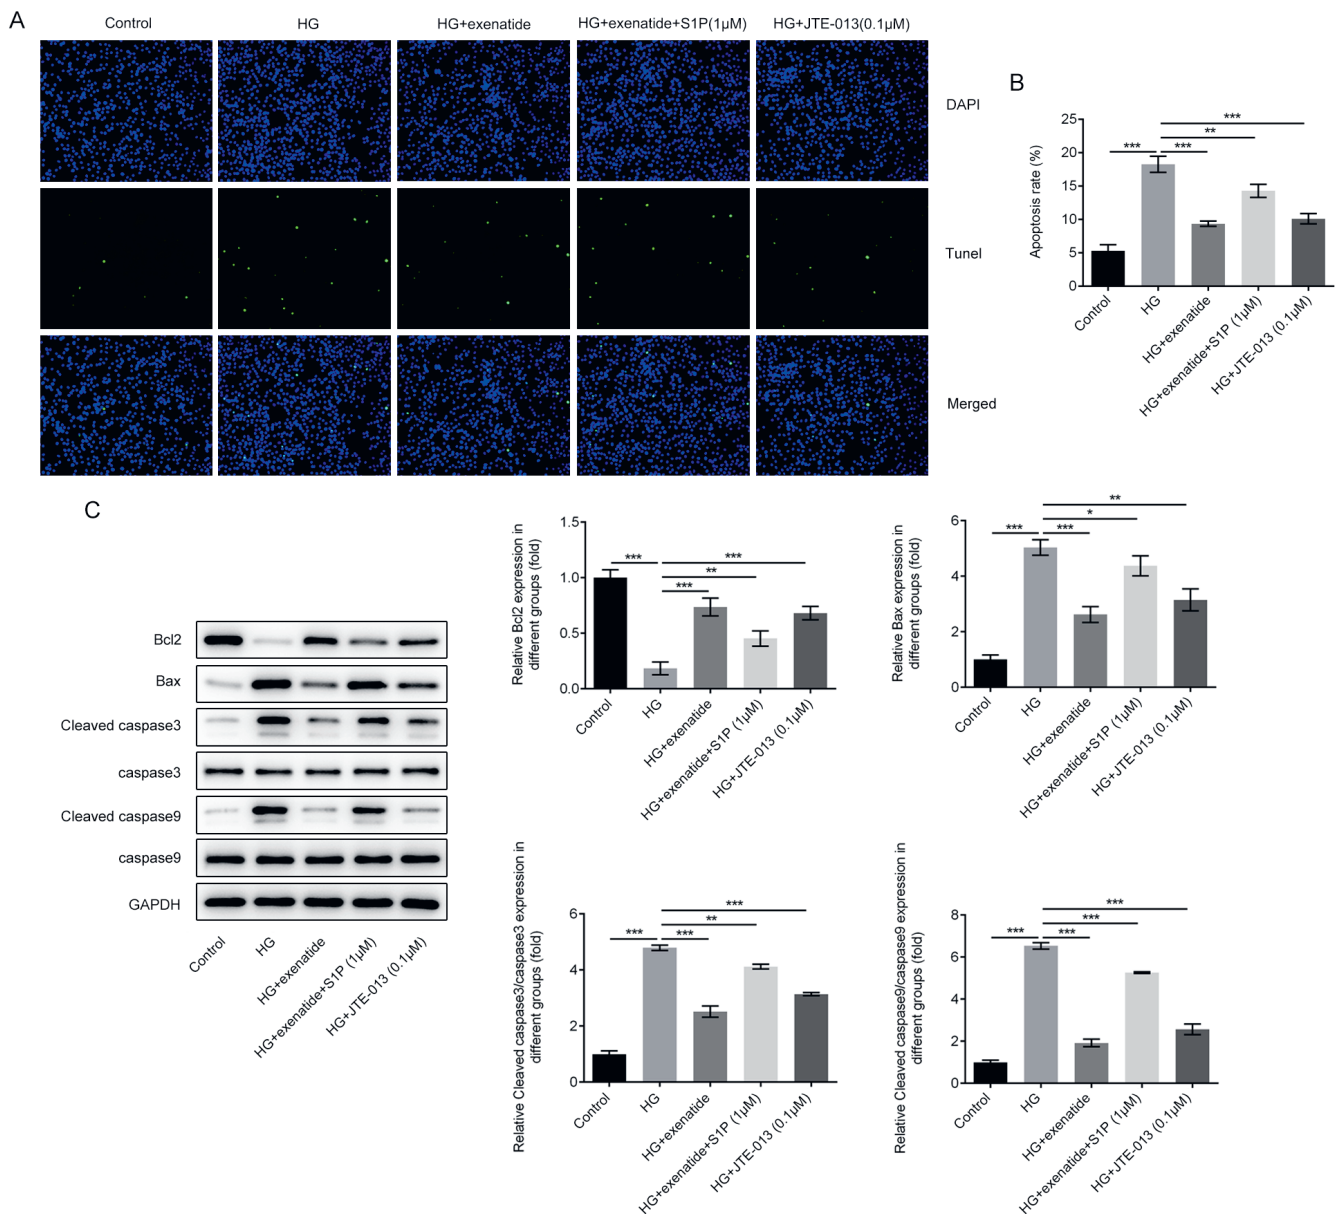 A
Control
HG
HG+exenatide
HG+exenatide+S1P(1μM)
HG+JTE-013(0.1μM)
DAPI
Tunel
Merged
B
Apoptosis rate (%)
25
20
15
10
5
0
***
***
**
***
Control
HG
HG+exenatide
HG+exenatide+S1P (1μM)
HG+JTE-013 (0.1μM)
C
Bcl2
Bax
Cleaved caspase3
caspase3
Cleaved caspase9
caspase9
GAPDH
Control
HG
HG+exenatide
HG+exenatide+S1P (1μM)
HG+JTE-013 (0.1μM)
Relative Bcl2 expression in
different groups (fold)
1.5
1.0
0.5
0.0
***
***
**
***
Control
HG
HG+exenatide
HG+exenatide+S1P (1μM)
HG+JTE-013 (0.1μM)
Relative Bax expression in
different groups (fold)
6
4
2
0
***
***
*
**
Control
HG
HG+exenatide
HG+exenatide+S1P (1μM)
HG+JTE-013 (0.1μM)
Relative Cleaved caspase3/caspase3 expression in
different groups (fold)
6
4
2
0
***
***
**
***
Control
HG
HG+exenatide
HG+exenatide+S1P (1μM)
HG+JTE-013 (0.1μM)
Relative Cleaved caspase9/caspase9 expression in
different groups (fold)
8
6
4
2
0
***
***
***
***
Control
HG
HG+exenatide
HG+exenatide+S1P (1μM)
HG+JTE-013 (0.1μM)